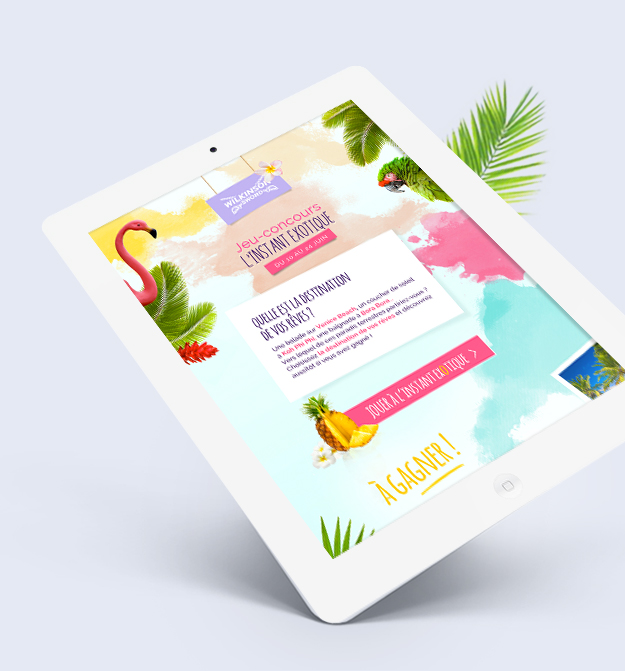 WILKINSON
SWORD
Jeu-concours
L'INSTANT EXOTIQUE
DU 10 AU 24 JUIN
QUELLE EST LA DESTINATION
DE VOS RÊVES ?
Une balade sur Venice Beach, un coucher de soleil
à Koh Phi Phi, une baignade à Bora Bora...
Vers lequel de ces paradis terrestres partiriez-vous ?
Choisissez la destination de vos rêves et découvrez
aussitôt si vous avez gagné !
JOUER À L'INSTANT EXOTIQUE >
À GAGNER !